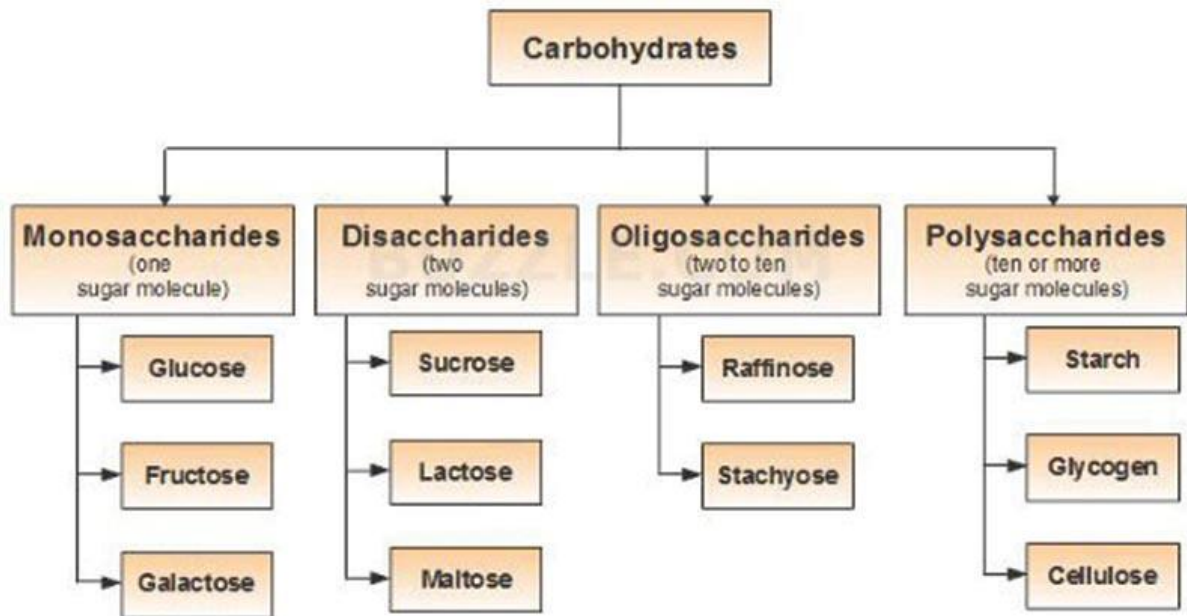 Carbohydrates
Monosaccharides
(one
sugar molecule)
Glucose
Fructose
Galactose
Disaccharides
(two
sugar molecules)
Sucrose
Lactose
Maltose
Oligosaccharides
(two to ten
sugar molecules)
Raffinose
Stachyose
Polysaccharides
(ten or more
sugar molecules)
Starch
Glycogen
Cellulose